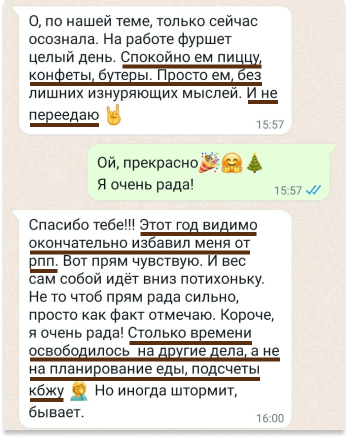 О, по нашей теме, только сейчас
осознала. На работе фуршет
целый день. Спокойно ем пиццу,
конфеты, бутеры. Просто ем, без
лишних изнуряющих мыслей. И не
переедаю 🤘
15:57
Ой, прекрасно🎉🤗🎄
Я очень рада!
15:57
Спасибо тебе!!! Этот год видимо
окончательно избавил меня от
рпп. Вот прям чувствую. И вес
сам собой идёт вниз потихоньку.
Не то чтоб прям рада сильно,
просто как факт отмечаю. Короче,
я очень рада! Столько времени
освободилось на другие дела, а не
на планирование еды, подсчеты
кбжу 🤦 Но иногда штормит,
бывает.
16:00